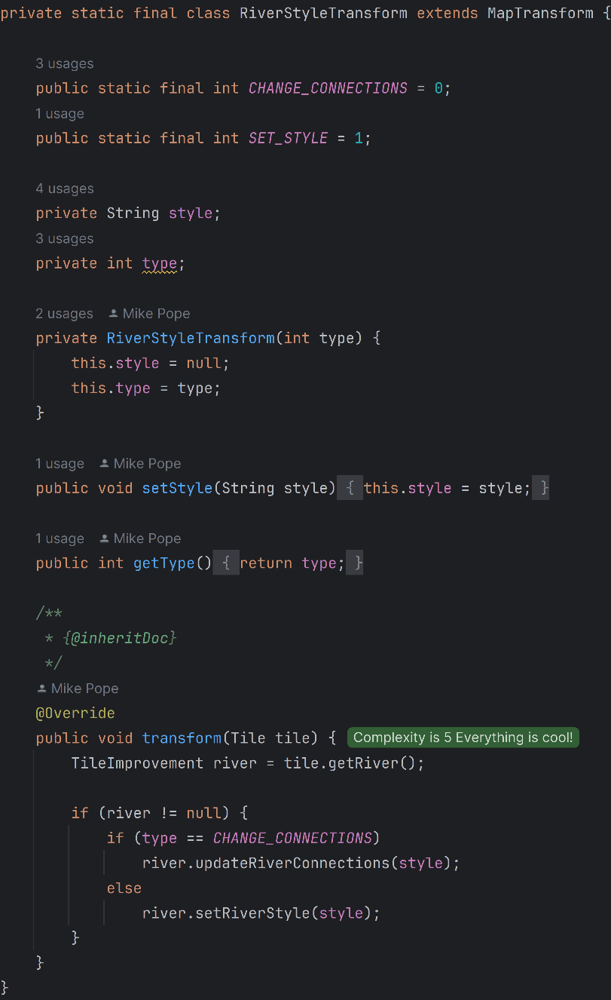 private static final class RiverStyleTransform extends MapTransform {
3 usages
public static final int CHANGE_CONNECTIONS = 0;
1 usage
public static final int SET_STYLE = 1;
4 usages
private String style;
3 usages
private int type;
2 usages Mike Pope
private RiverStyleTransform(int type) {
this.style = null;
this.type = type;
}
1 usage Mike Pope
public void setStyle(String style) { this.style = style; }
1 usage Mike Pope
public int getType() { return type; }
/**
* {@inheritDoc}
*/
Mike Pope
@Override
public void transform(Tile tile) { Complexity is 5 Everything is cool!
TileImprovement river = tile.getRiver();
if (river != null) {
if (type == CHANGE_CONNECTIONS)
river.updateRiverConnections(style);
else
river.setRiverStyle(style);
}
}
}